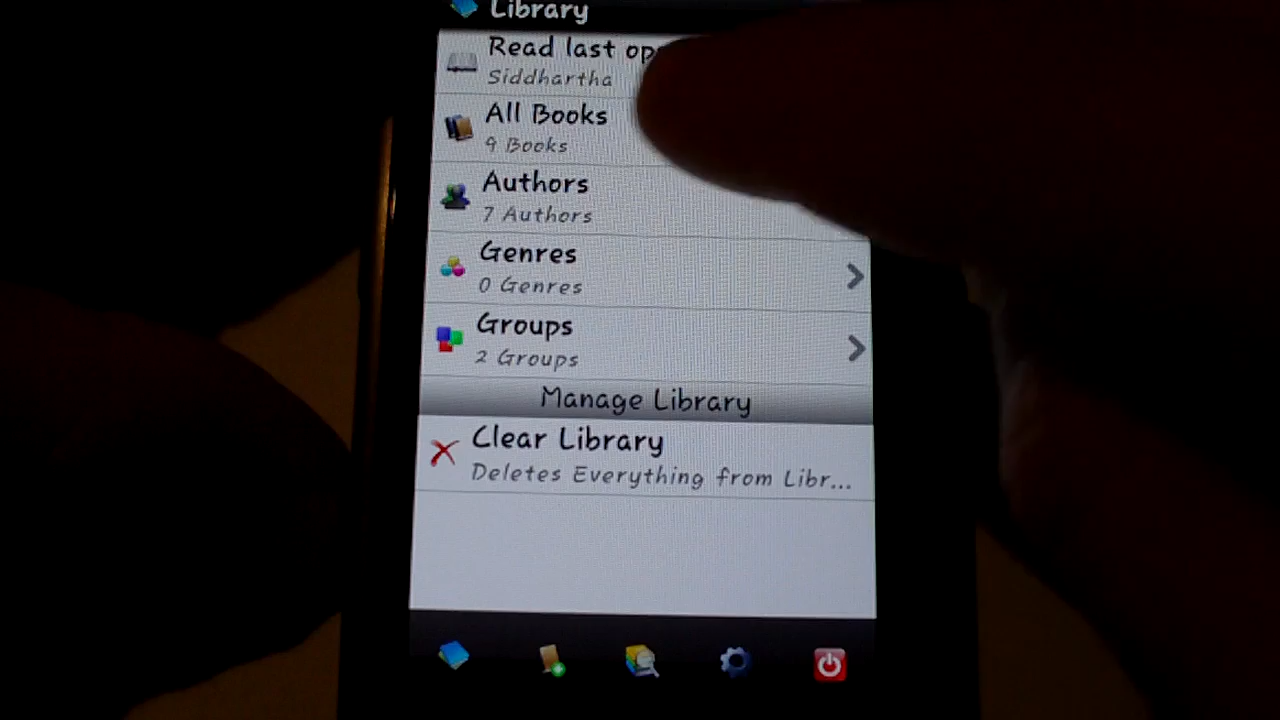 Library
Read last op
Siddhartha
All Books
9 Books
Authors
7 Authors
Genres
0 Genres
Groups
2 Groups
Manage Library
Clear Library
Deletes Everything from Libr...